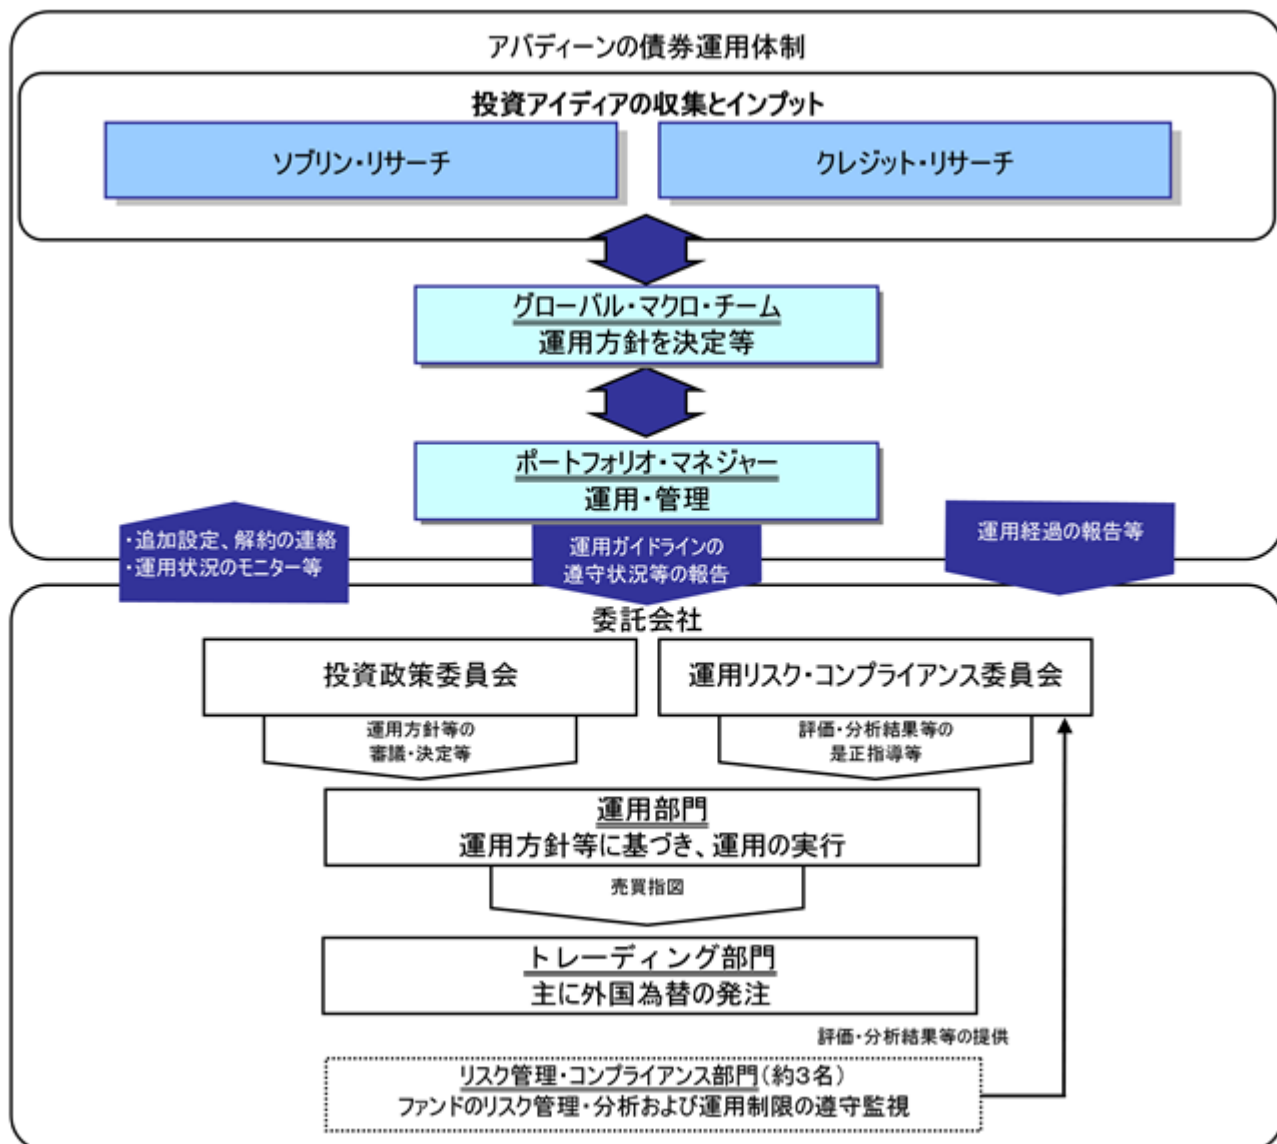 アバディーンの債券運用体制
投資アイディアの収集とインプット
ソブリン・リサーチ
クレジット・リサーチ
グローバル・マクロ・チーム
運用方針を決定等
ポートフォリオ・マネジャー
運用・管理
・追加設定、解約の連絡
・運用状況のモニター等
運用ガイドラインの
遵守状況等の報告
運用経過の報告等
委託会社
投資政策委員会
運用リスク・コンプライアンス委員会
運用方針等の
審議・決定等
評価・分析結果等の
是正指導等
運用部門
運用方針等に基づき、運用の実行
売買指図
トレーディング部門
主に外国為替の発注
評価・分析結果等の提供
リスク管理・コンプライアンス部門(約3名)
ファンドのリスク管理・分析および運用制限の遵守監視